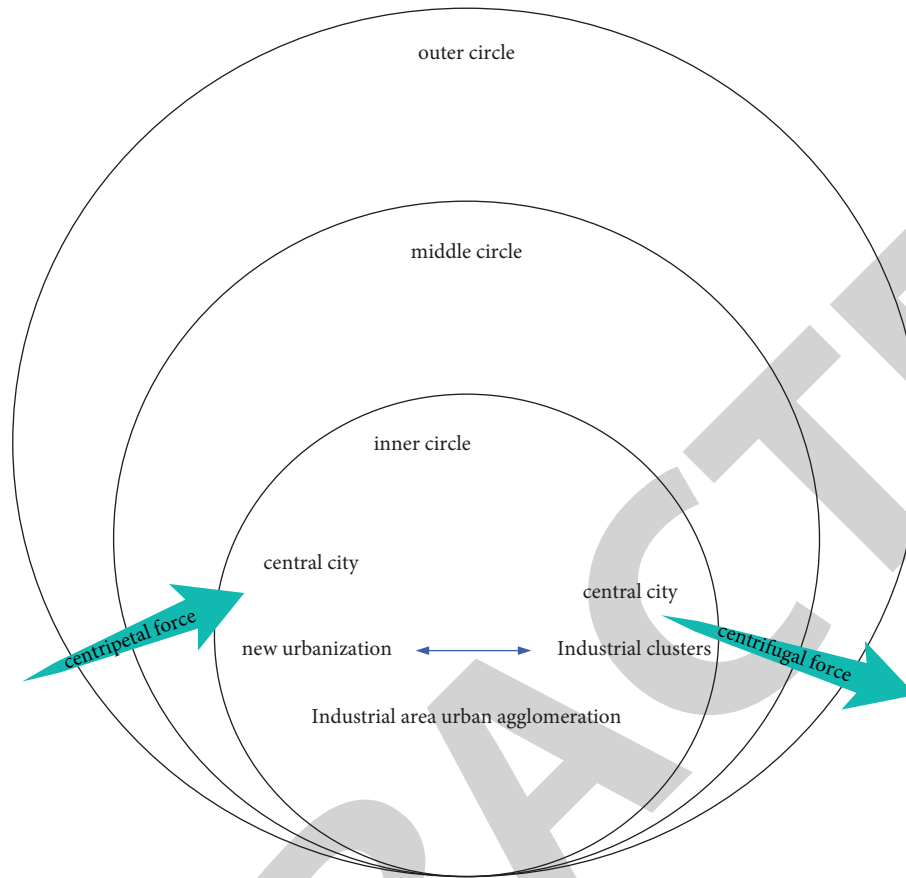 outer circle
middle circle
inner circle
central city
central city
centripetal force
centrifugal force
new urbanization
Industrial clusters
Industrial area urban agglomeration
RACTE